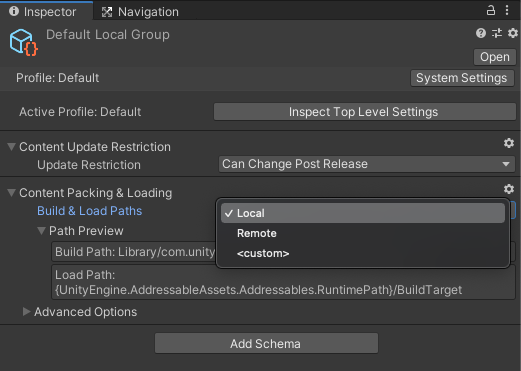 Inspector
Navigation
Default Local Group
Open
Profile: Default
System Settings
Active Profile: Default
Inspect Top Level Settings
Content Update Restriction
Update Restriction
Can Change Post Release
Content Packing & Loading
Build & Load Paths
✓ Local
Remote
<custom>
Path Preview
Build Path: Library/com.unity
Load Path:
{UnityEngine.AddressableAssets.Addressables.RuntimePath}/BuildTarget
Advanced Options
Add Schema